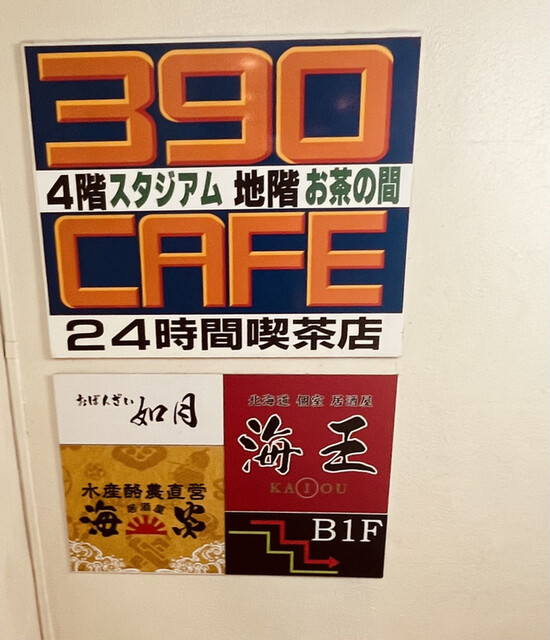 390
4階スタジアム 地階お茶の間
CAFE
24時間喫茶店
おばんざい 如月
北海道 個室 居酒屋
海王
KAIOU
水産酪農直営
居酒屋
B1F